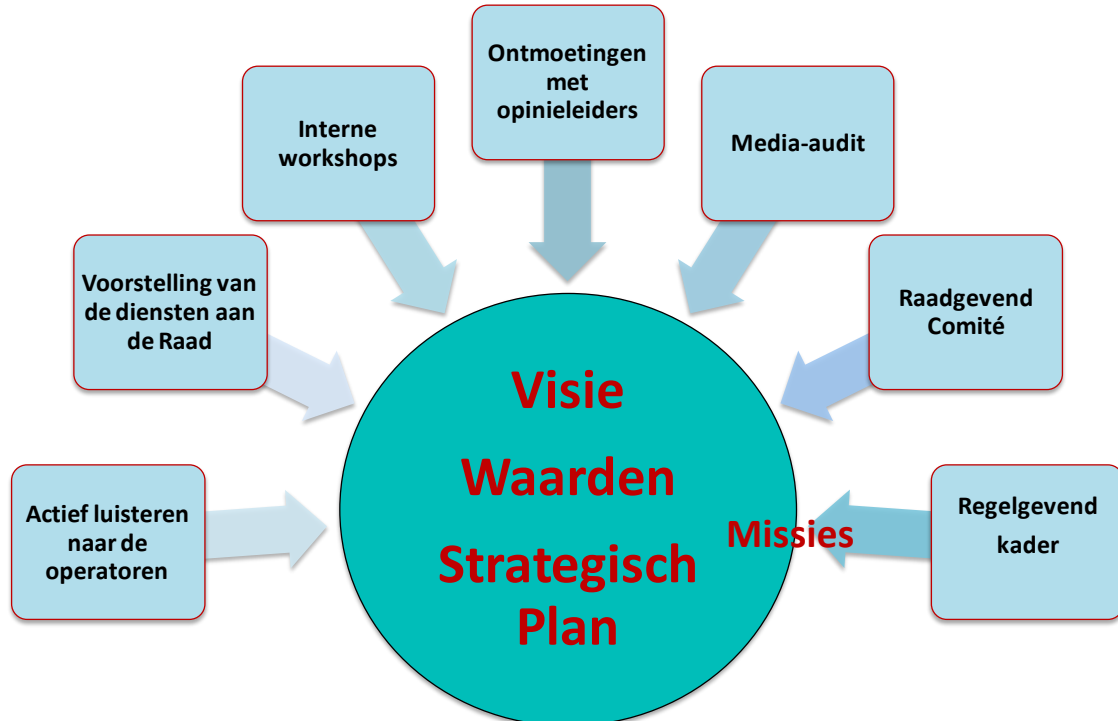 Ontmoetingen
met
opinieleiders
Interne
workshops
Media-audit
Voorstelling van
de diensten aan
de Raad
Raadgevend
Comité
Actief luisteren
naar de
operatoren
Regelgevend
kader
Visie
Waarden
Missies
Strategisch
Plan